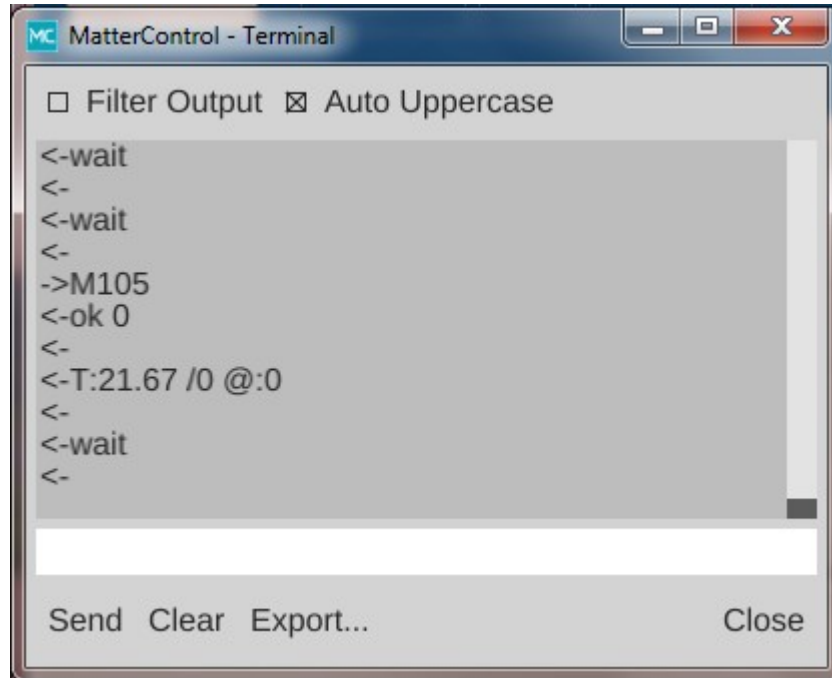 MC MatterControl - Terminal
Filter Output Auto Uppercase
<-wait
<-
<-wait
<-
->M105
<-ok 0
<-
<-T:21.67 /0 @:0
<-
<-wait
<-
Send Clear Export... Close